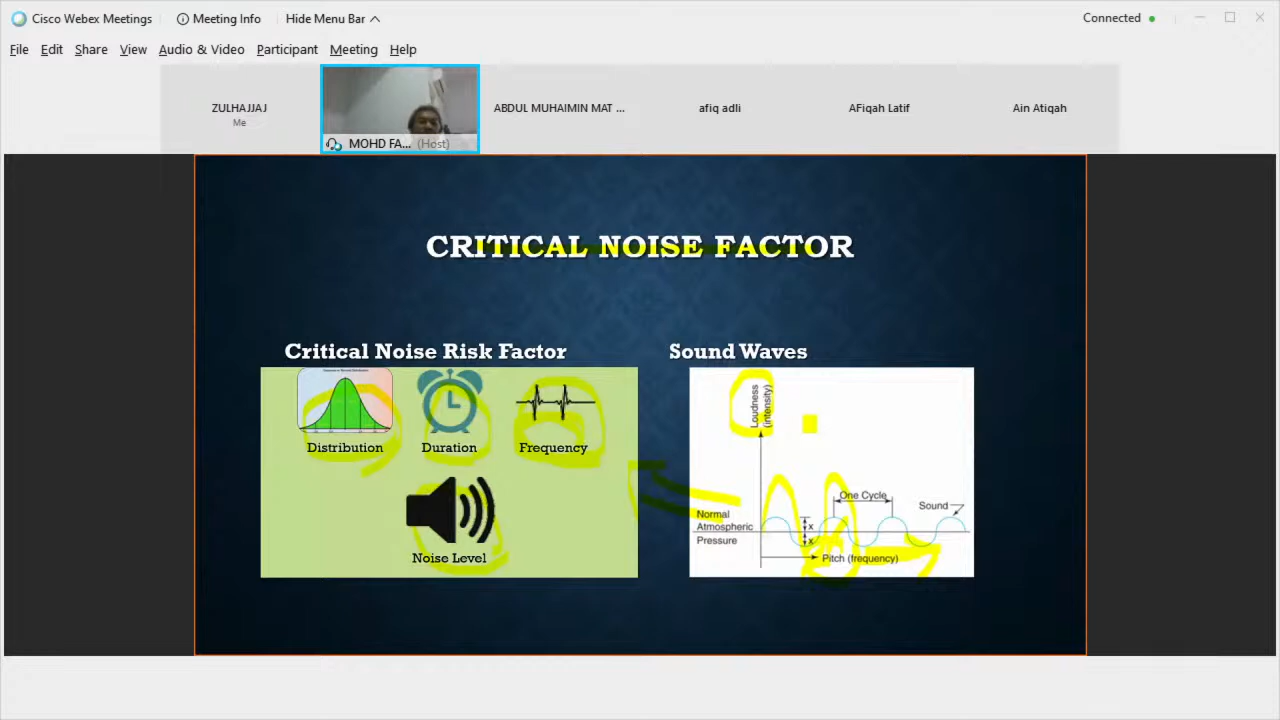 Cisco Webex Meetings
Meeting Info
Hide Menu Bar
Connected
File Edit Share View Audio & Video Participant Meeting Help
ZULHAJJAJ
Me
MOHD FA... (Host)
ABDUL MUHAIMIN MAT ...
afiq adli
AFiqah Latif
Ain Atiqah
CRITICAL NOISE FACTOR
Critical Noise Risk Factor
Distribution
Duration
Frequency
Noise Level
Sound Waves
Loudness
(intensity)
One Cycle
Sound
Normal
Atmospheric
Pressure
x
x
Pitch (frequency)